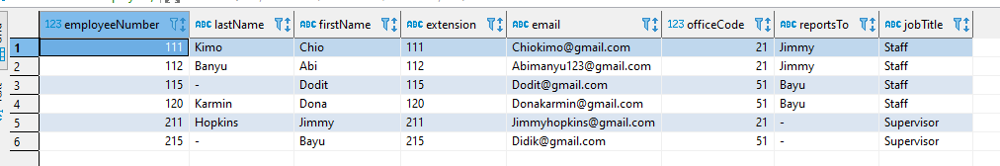 123 employeeNumber ABC lastName ABC firstName ABC extension ABC email 123 officeCode ABC reportsTo ABC jobTitle
1 111 Kimo Chio 111 Chiokimo@gmail.com 21 Jimmy Staff
2 112 Banyu Abi 112 Abimanyu123@gmail.com 21 Jimmy Staff
3 115 - Dodit 115 Dodit@gmail.com 51 Bayu Staff
4 120 Karmin Dona 120 Donakarmin@gmail.com 51 Bayu Staff
5 211 Hopkins Jimmy 211 Jimmyhopkins@gmail.com 21 - Supervisor
6 215 - Bayu 215 Didik@gmail.com 51 - Supervisor